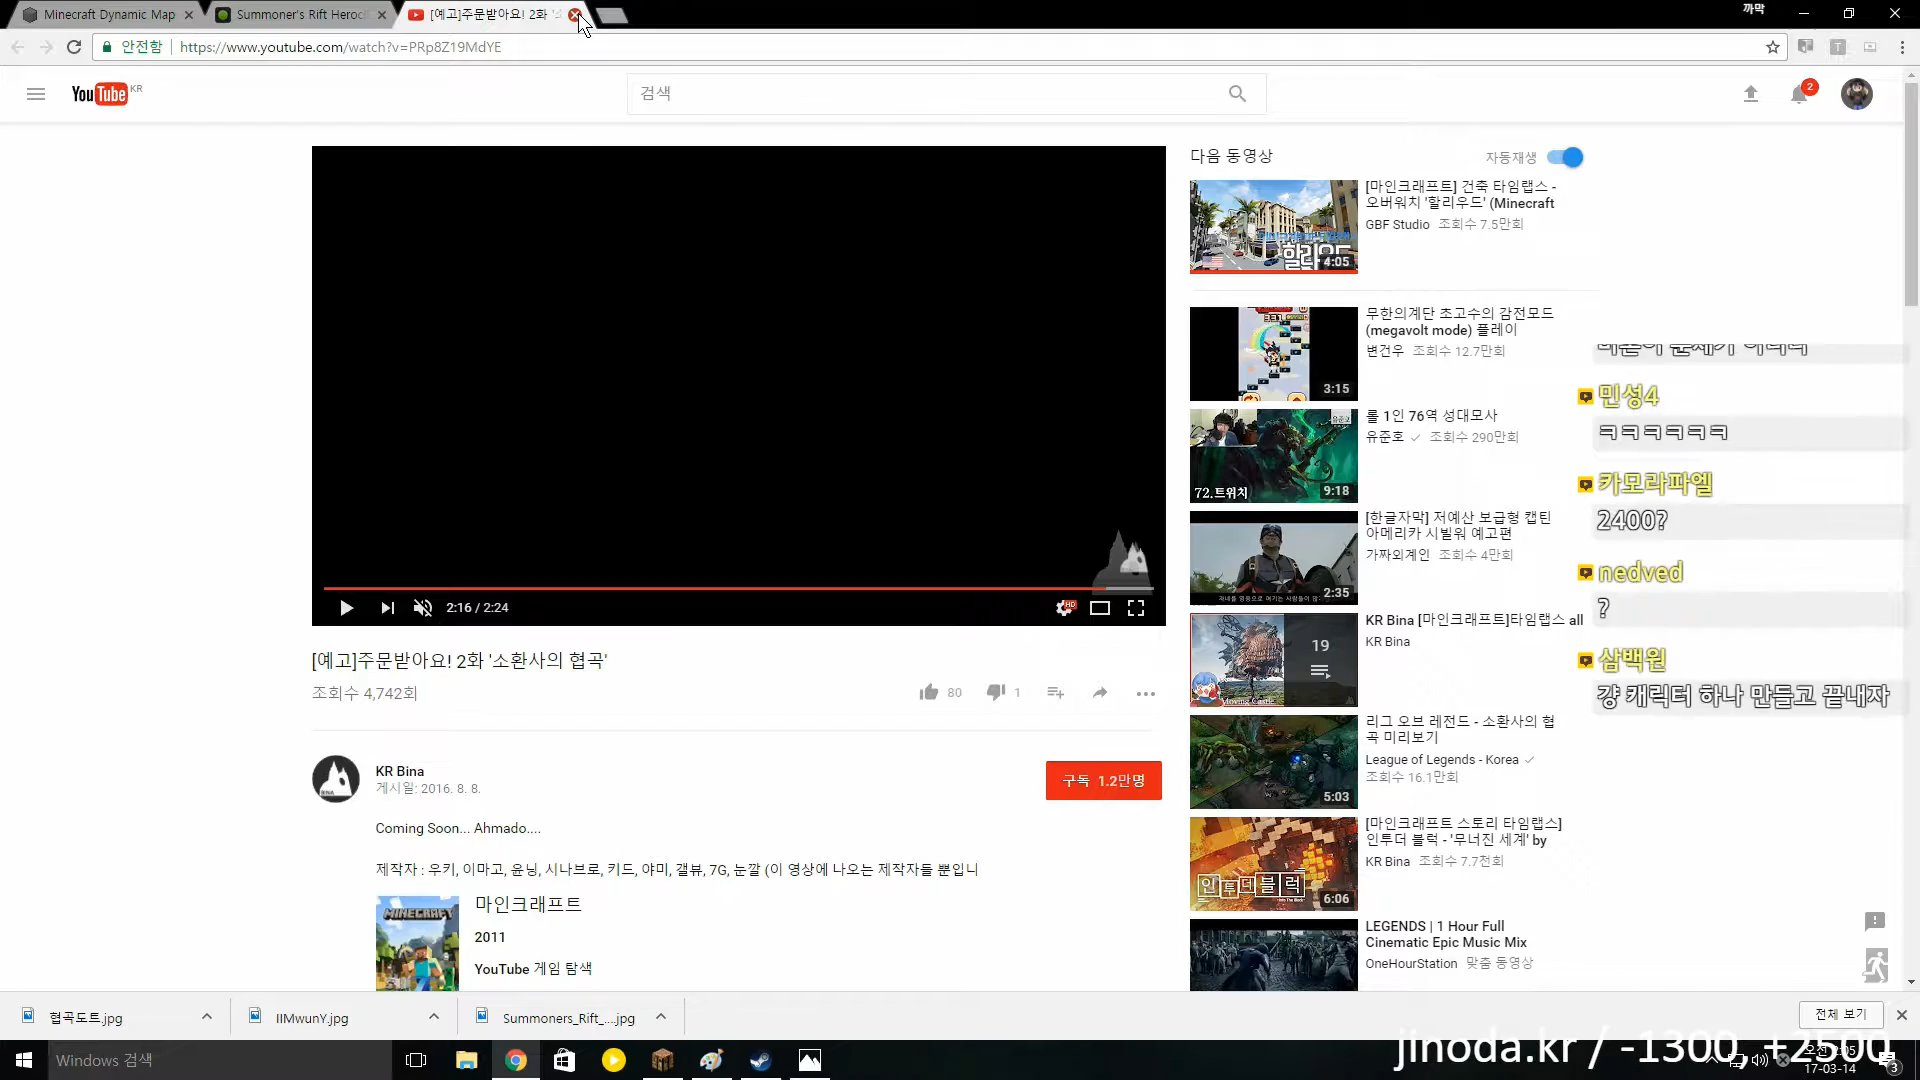 Minecraft Dynamic Map
Summoner's Rift Heroci
[예고]주문받아요! 2화 '소
까막
안전함
https://www.youtube.com/watch?v=PRp8Z19MdYE
YouTube KR
검색
2
2:16 / 2:24
HD
[예고]주문받아요! 2화 '소환사의 협곡'
조회수 4,742회
80
1
KR Bina
게시일: 2016. 8. 8.
구독 1.2만명
Coming Soon... Ahmado....
제작자 : 우키, 이마고, 윤닝, 시나브로, 키드, 야미, 갤뷰, 7G, 눈깔 (이 영상에 나오는 제작자들 뿐입니
MINECRAFT
마인크래프트
2011
YouTube 게임 탐색
다음 동영상
자동재생
[마인크래프트] 건축 타임랩스 -
오버워치 '할리우드' (Minecraft
GBF Studio 조회수 7.5만회
할리우드
4:05
무한의계단 초고수의 감전모드
(megavolt mode) 플레이
변건우 조회수 12.7만회
331
3:15
롤 1인 76역 성대모사
유준호 조회수 290만회
유준호
72.트위치
9:18
[한글자막] 저예산 보급형 캡틴
아메리카 시빌워 예고편
가짜외계인 조회수 4만회
2:35
KR Bina [마인크래프트]타임랩스 all
KR Bina
19
Moving Castle
리그 오브 레전드 - 소환사의 협
곡 미리보기
League of Legends - Korea
조회수 16.1만회
5:03
[마인크래프트 스토리 타임랩스]
인투더 블럭 - '무너진 세계' by
KR Bina 조회수 7.7천회
인투더블럭
6:06
LEGENDS | 1 Hour Full
Cinematic Epic Music Mix
OneHourStation 맞춤 동영상
민성4
ㅋㅋㅋㅋㅋㅋ
카모라파엘
2400?
nedved
?
삼백원
걍 캐릭터 하나 만들고 끝내자
협곡도트.jpg
IIMwunY.jpg
Summoners_Rift_....jpg
전체 보기
jinoda.kr / -1300, +2500
Windows 검색
17-03-14
3